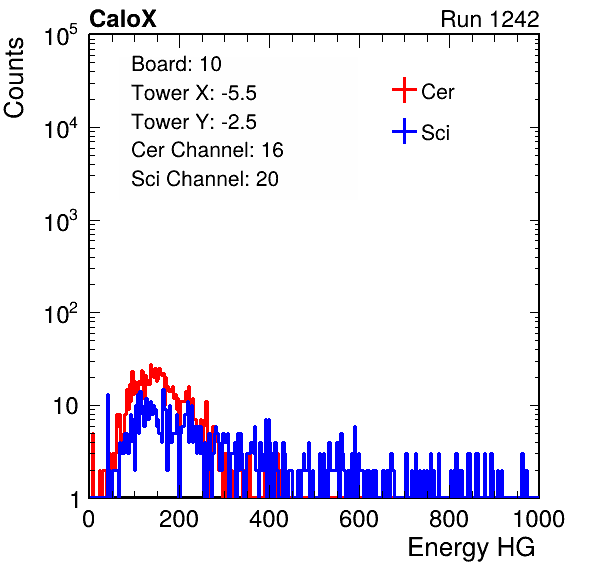 CaloX Run 1242
Counts
Board: 10
Tower X: -5.5
Tower Y: -2.5
Cer Channel: 16
Sci Channel: 20
Cer
Sci
10^5
10^4
10^3
10^2
10
1
0 200 400 600 800 1000
Energy HG